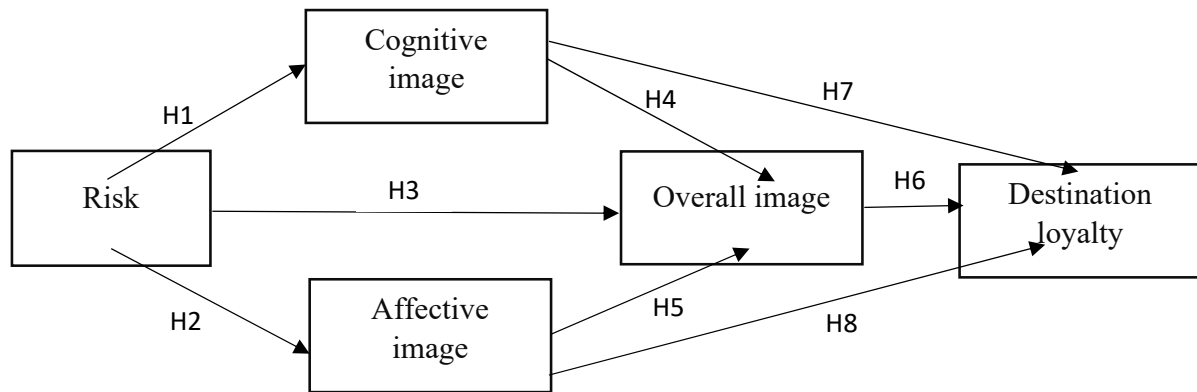 Cognitive
image
H1
H4
H7
Risk
H3
Overall image
H6
Destination
loyalty
H2
Affective
image
H5
H8